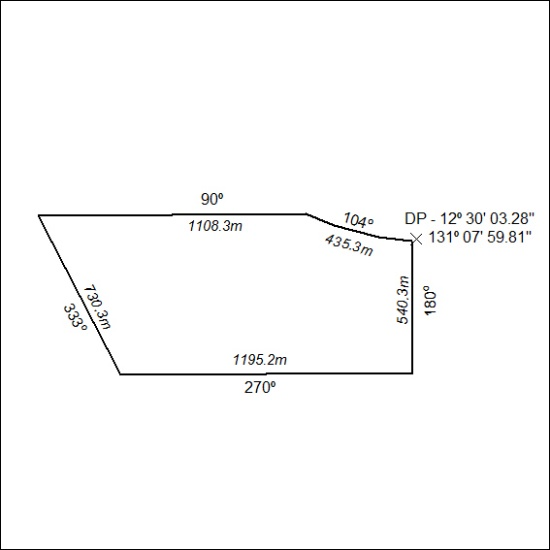 90º
1108.3m
104º
435.3m
DP - 12º 30' 03.28"
131º 07' 59.81"
540.3m
180º
730.3m
333º
1195.2m
270º